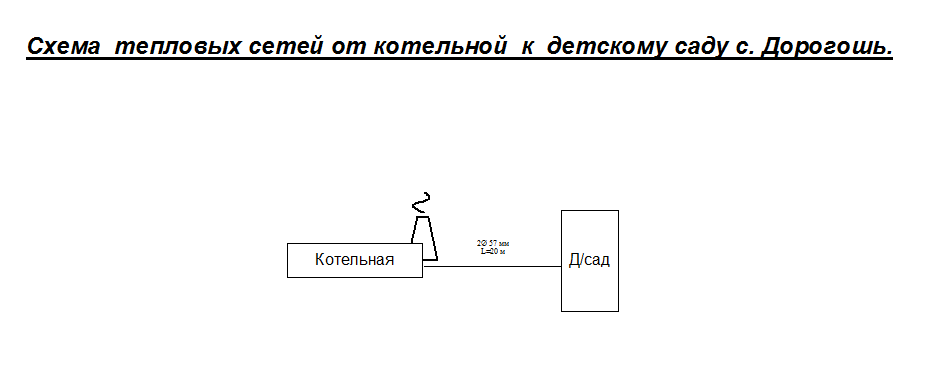 Схема тепловых сетей от котельной к детскому саду с. Дорогошь.
2Ø 57 мм
L=20 м
Котельная
Д/сад